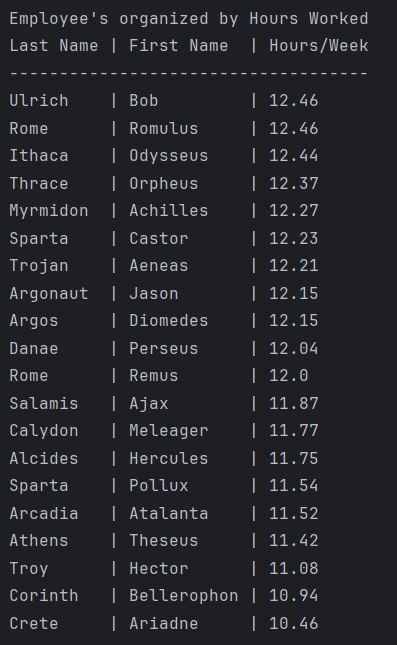 Employee's organized by Hours Worked
Last Name | First Name  | Hours/Week
------------------------------------
Ulrich    | Bob         | 12.46
Rome      | Romulus     | 12.46
Ithaca    | Odysseus    | 12.44
Thrace    | Orpheus     | 12.37
Myrmidon  | Achilles    | 12.27
Sparta    | Castor      | 12.23
Trojan    | Aeneas      | 12.21
Argonaut  | Jason       | 12.15
Argos     | Diomedes    | 12.15
Danae     | Perseus     | 12.04
Rome      | Remus       | 12.0
Salamis   | Ajax        | 11.87
Calydon   | Meleager    | 11.77
Alcides   | Hercules    | 11.75
Sparta    | Pollux      | 11.54
Arcadia   | Atalanta    | 11.52
Athens    | Theseus     | 11.42
Troy      | Hector      | 11.08
Corinth   | Bellerophon | 10.94
Crete     | Ariadne     | 10.46